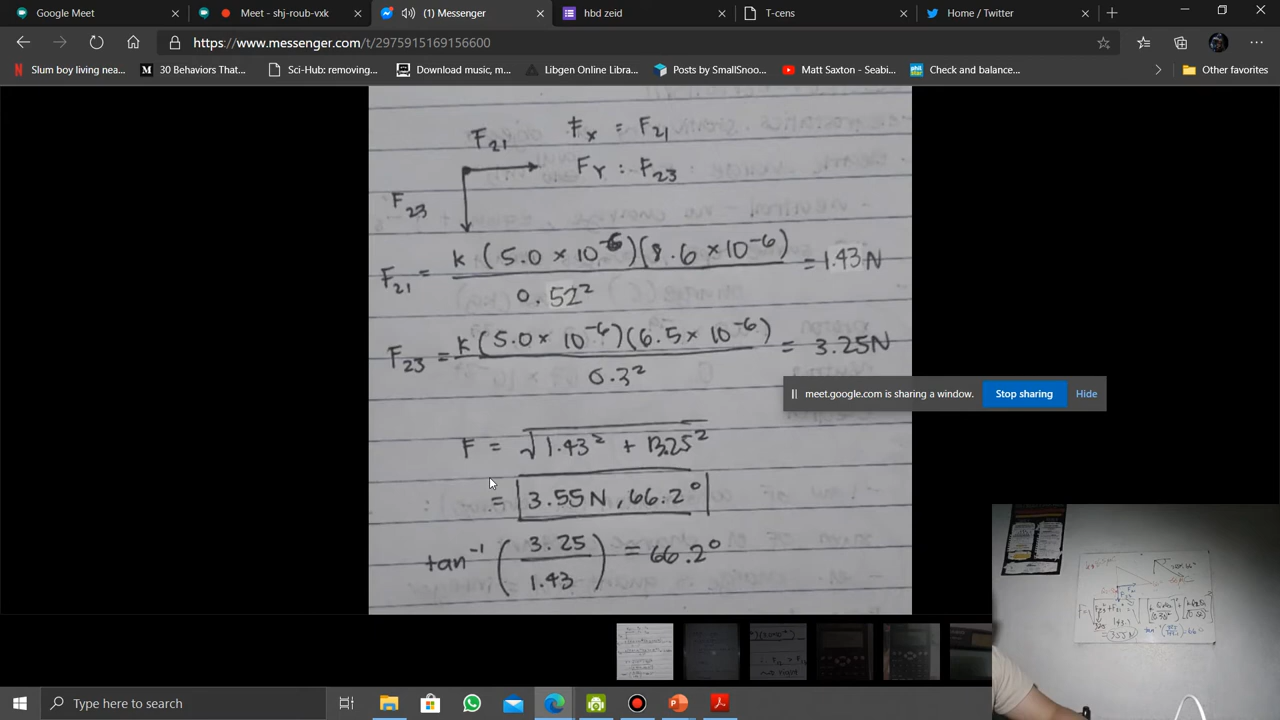 Google Meet
Meet - shj-roub-vxk
(1) Messenger
hbd zeid
T-cens
Home / Twitter
https://www.messenger.com/t/2975915169156600
Slum boy living nea...
30 Behaviors That...
Sci-Hub: removing...
Download music, m...
Libgen Online Libra...
Posts by SmallSnoo...
Matt Saxton - Seabi...
Check and balance...
Other favorites
F21
Fx = F21
FY : F23
F23
F21 = k (5.0 × 10^-6)(8.6 × 10^-6) / 0.52² = 1.43 N
F23 = k (5.0 × 10^-6)(6.5 × 10^-6) / 0.3² = 3.25N
meet.google.com is sharing a window.
Stop sharing
Hide
F = √1.43² + 3.25²
= 3.55 N, 66.2°
tan^-1 (3.25 / 1.43) = 66.2°
Type here to search